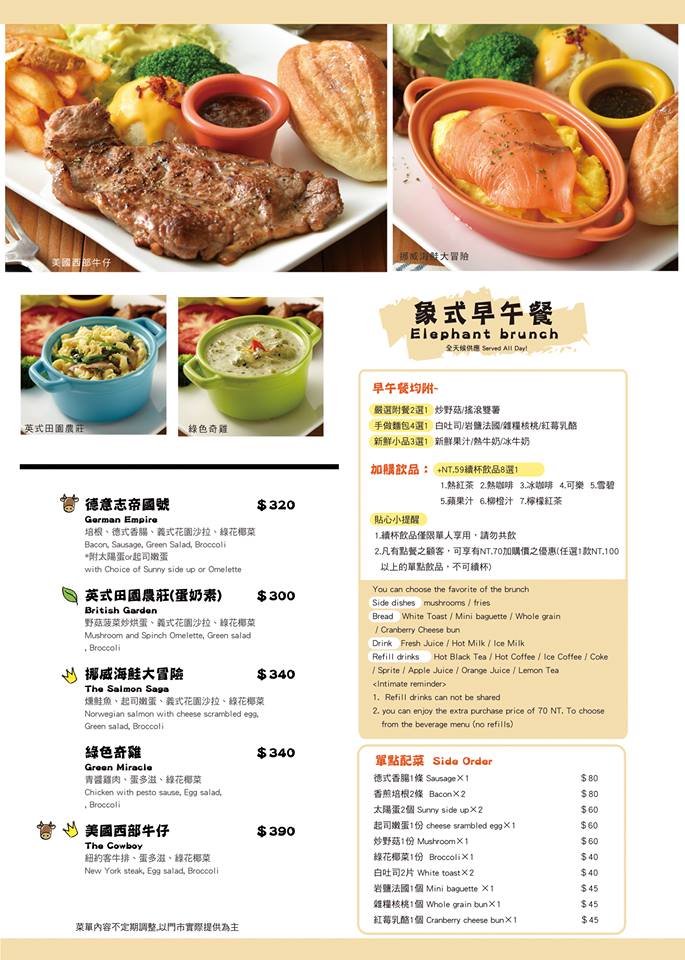 美國西部牛仔
挪威海鮭大冒險
英式田園農莊
綠色奇雞
象式早午餐
Elephant brunch
全天候供應 Served All Day!
德意志帝國號 $320
German Empire
培根、德式香腸、義式花園沙拉、綠花椰菜
Bacon, Sausage, Green Salad, Broccoli
*附太陽蛋or起司嫩蛋
with Choice of Sunny side up or Omelette
英式田園農莊(蛋奶素) $300
British Garden
野菇菠菜炒烘蛋、義式花園沙拉、綠花椰菜
Mushroom and Spinch Omelette, Green salad
, Broccoli
挪威海鮭大冒險 $340
The Salmon Saga
燻鮭魚、起司嫩蛋、義式花園沙拉、綠花椰菜
Norwegian salmon with cheese scrambled egg,
Green salad, Broccoli
綠色奇雞 $340
Green Miracle
青醬雞肉、蛋多滋、綠花椰菜
Chicken with pesto sause, Egg salad,
, Broccoli
美國西部牛仔 $390
The Cowboy
紐約客牛排、蛋多滋、綠花椰菜
New York steak, Egg salad, Broccoli
菜單內容不定期調整,以門市實際提供為主
早午餐均附~
嚴選附餐2選1 炒野菇/搖滾雙薯
手做麵包4選1 白吐司/岩鹽法國/雜糧核桃/紅莓乳酪
新鮮小品3選1 新鮮果汁/熱牛奶/冰牛奶
加購飲品： +NT.59續杯飲品8選1
1.熱紅茶 2.熱咖啡 3.冰咖啡 4.可樂 5.雪碧
5.蘋果汁 6.柳橙汁 7.檸檬紅茶
貼心小提醒
1.續杯飲品僅限單人享用，請勿共飲
2.凡有點餐之顧客，可享有NT.70加購價之優惠(任選1款NT.100
以上的單點飲品，不可續杯)
You can choose the favorite of the brunch
Side dishes mushrooms / fries
Bread White Toast / Mini baguette / Whole grain
/ Cranberry Cheese bun
Drink Fresh Juice / Hot Milk / Ice Milk
Refill drinks Hot Black Tea / Hot Coffee / Ice Coffee / Coke
/ Sprite / Apple Juice / Orange Juice / Lemon Tea
<Intimate reminder>
1. Refill drinks can not be shared
2. you can enjoy the extra purchase price of 70 NT. To choose
from the beverage menu (no refills)
單點配菜 Side Order
德式香腸1條 Sausage×1 $80
香煎培根2條 Bacon×2 $80
太陽蛋2個 Sunny side up×2 $60
起司嫩蛋1份 cheese srambled egg×1 $60
炒野菇1份 Mushroom×1 $60
綠花椰菜1份 Broccoli×1 $40
白吐司2片 White toast×2 $40
岩鹽法國1個 Mini baguette ×1 $45
雜糧核桃1個 Whole grain bun×1 $45
紅莓乳酪1個 Cranberry cheese bun×1 $45